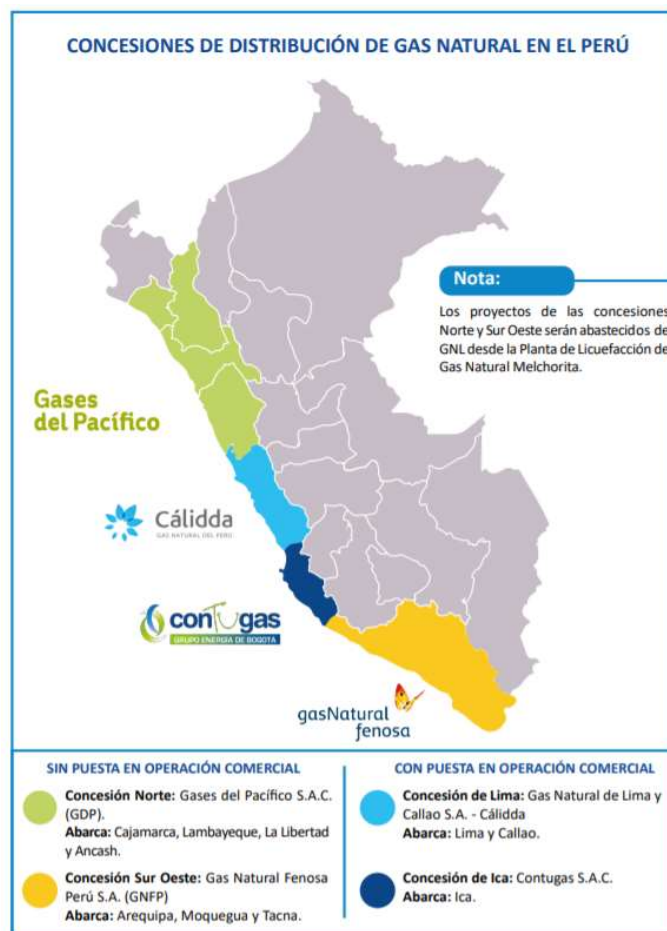 CONCESIONES DE DISTRIBUCIÓN DE GAS NATURAL EN EL PERÚ
Nota:
Los proyectos de las concesiones
Norte y Sur Oeste serán abastecidos de
GNL desde la Planta de Licuefacción de
Gas Natural Melchorita.
Gases
del Pacífico
Cálidda
GAS NATURAL DEL PERÚ
conTugas
GRUPO ENERGÍA DE BOGOTÁ
gasNatural
fenosa
SIN PUESTA EN OPERACIÓN COMERCIAL
Concesión Norte: Gases del Pacífico S.A.C.
(GDP).
Abarca: Cajamarca, Lambayeque, La Libertad
y Ancash.
Concesión Sur Oeste: Gas Natural Fenosa
Perú S.A. (GNFP)
Abarca: Arequipa, Moquegua y Tacna.
CON PUESTA EN OPERACIÓN COMERCIAL
Concesión de Lima: Gas Natural de Lima y
Callao S.A. - Cálidda
Abarca: Lima y Callao.
Concesión de Ica: Contugas S.A.C.
Abarca: Ica.